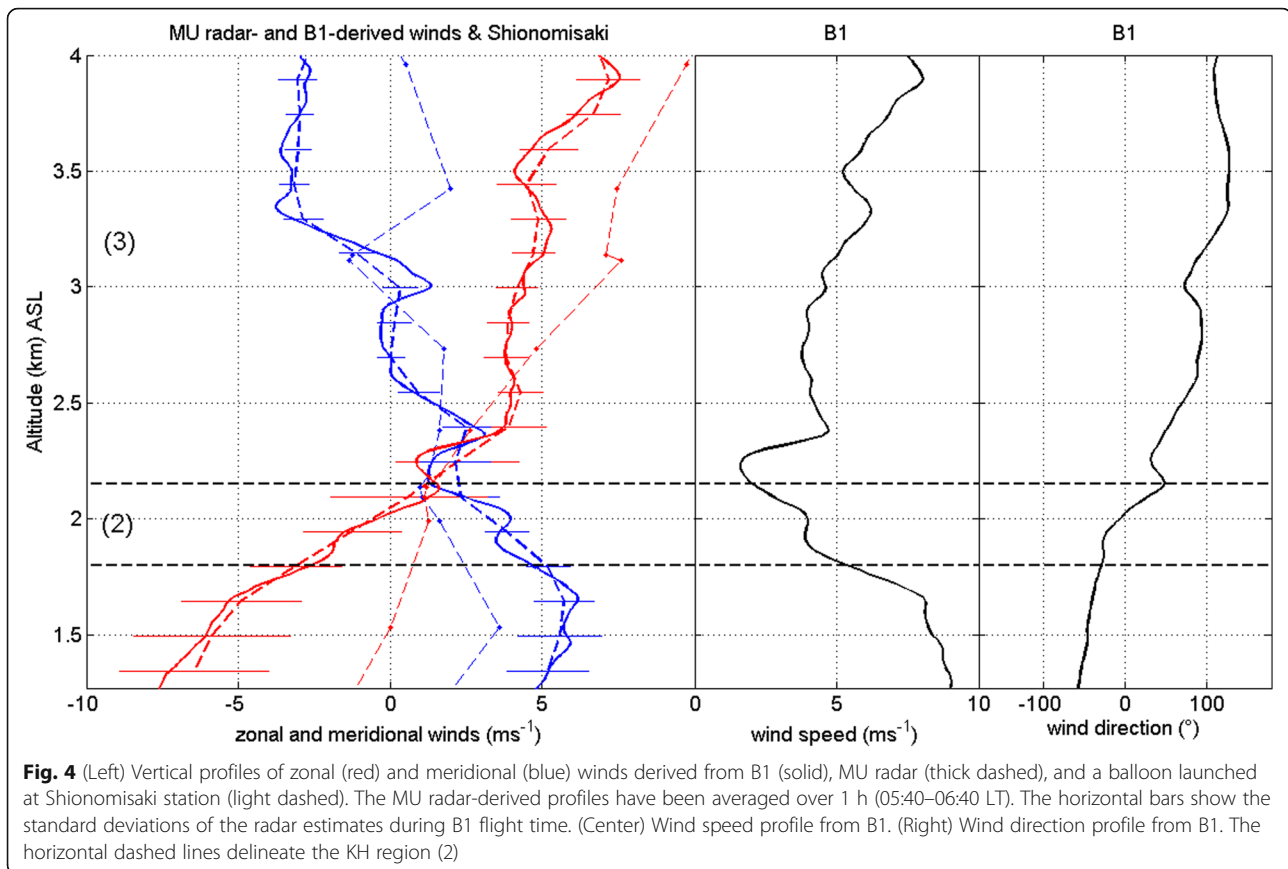 MU radar- and B1-derived winds & Shionomisaki
B1
B1
Altitude (km) ASL
4
3.5
3
2.5
2
1.5
(3)
(2)
-10
-5
0
5
10
zonal and meridional winds (ms⁻¹)
0
5
10
wind speed (ms⁻¹)
-100
0
100
wind direction (°)
Fig. 4 (Left) Vertical profiles of zonal (red) and meridional (blue) winds derived from B1 (solid), MU radar (thick dashed), and a balloon launched
at Shionomisaki station (light dashed). The MU radar-derived profiles have been averaged over 1 h (05:40–06:40 LT). The horizontal bars show the
standard deviations of the radar estimates during B1 flight time. (Center) Wind speed profile from B1. (Right) Wind direction profile from B1. The
horizontal dashed lines delineate the KH region (2)